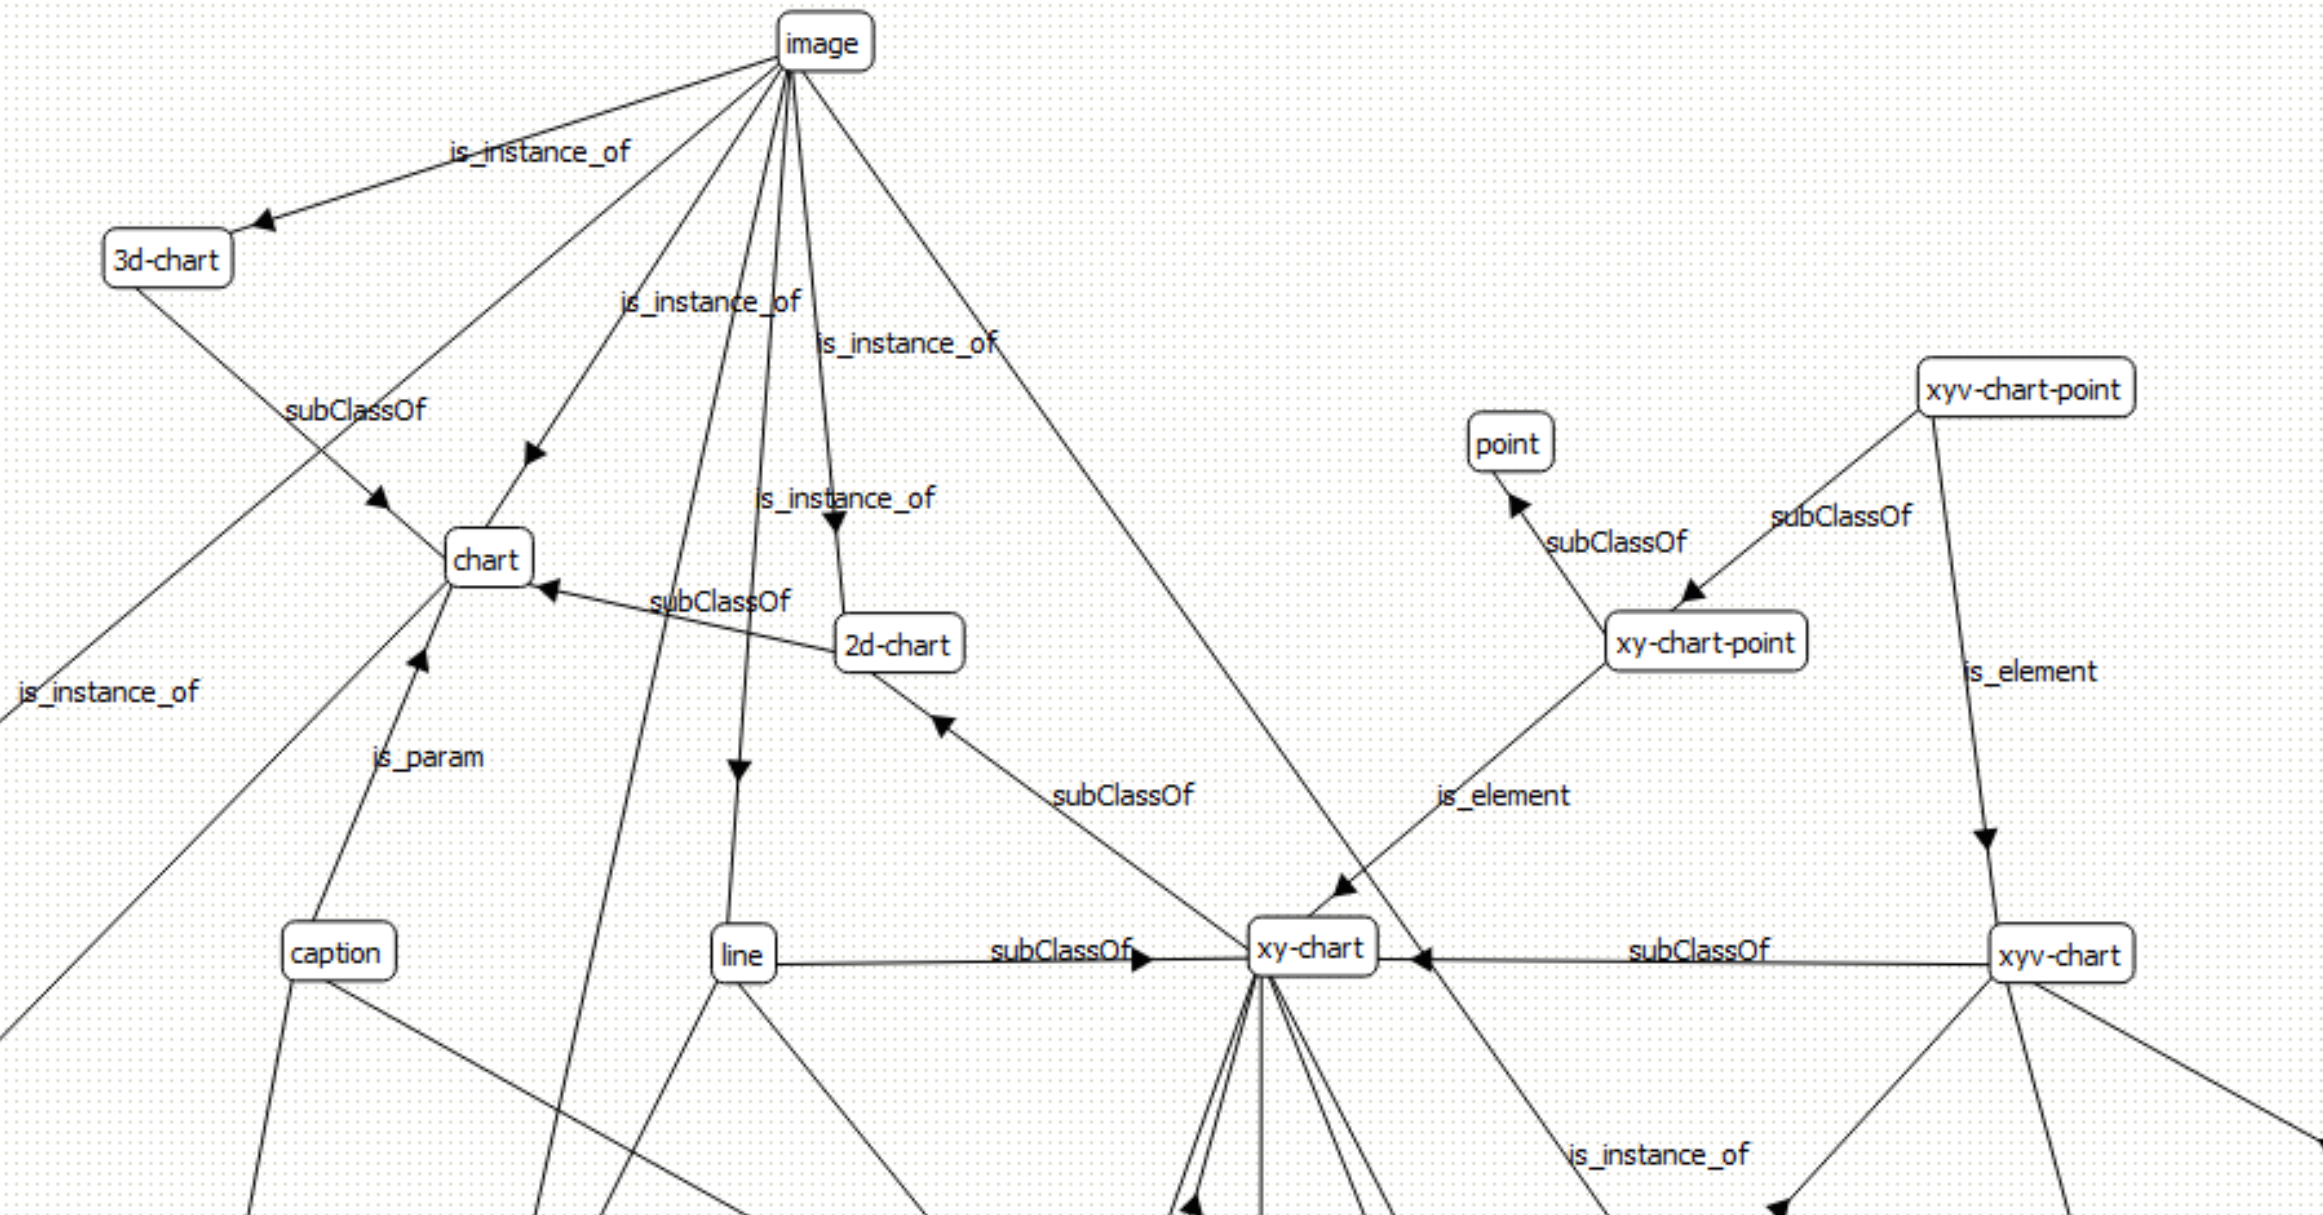 image
is_instance_of
3d-chart
is_instance_of
is_instance_of
xyv-chart-point
subClassOf
point
is_instance_of
subClassOf
subClassOf
chart
subClassOf
2d-chart
xy-chart-point
is_element
is_instance_of
is_param
subClassOf
is_element
caption
line
subClassOf
xy-chart
subClassOf
xyv-chart
is_instance_of